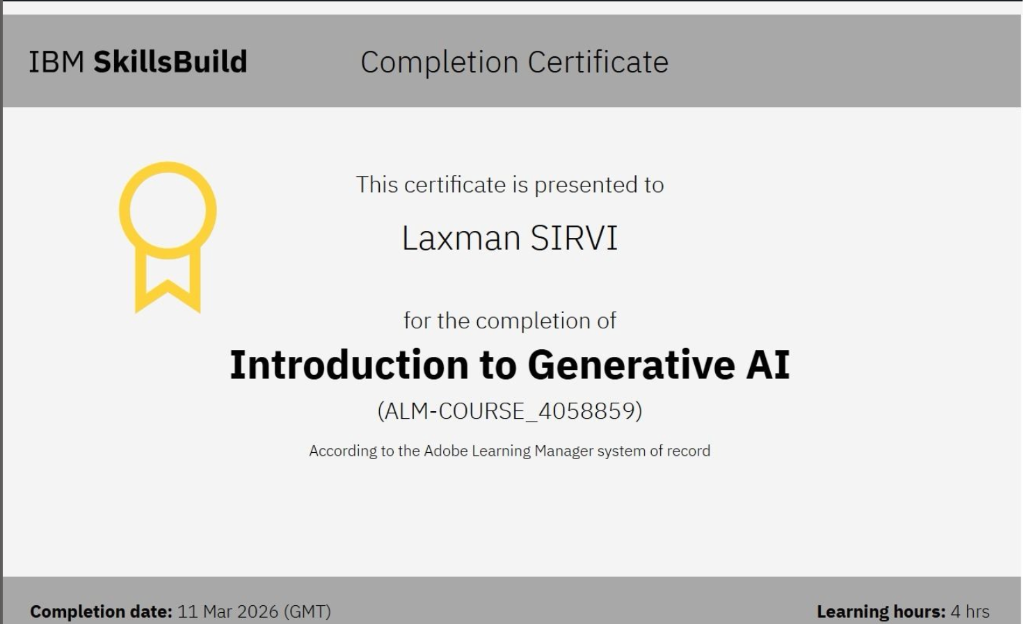 IBM SkillsBuild
Completion Certificate
This certificate is presented to
Laxman SIRVI
for the completion of
Introduction to Generative AI
(ALM-COURSE_4058859)
According to the Adobe Learning Manager system of record
Completion date: 11 Mar 2026 (GMT)
Learning hours: 4 hrs